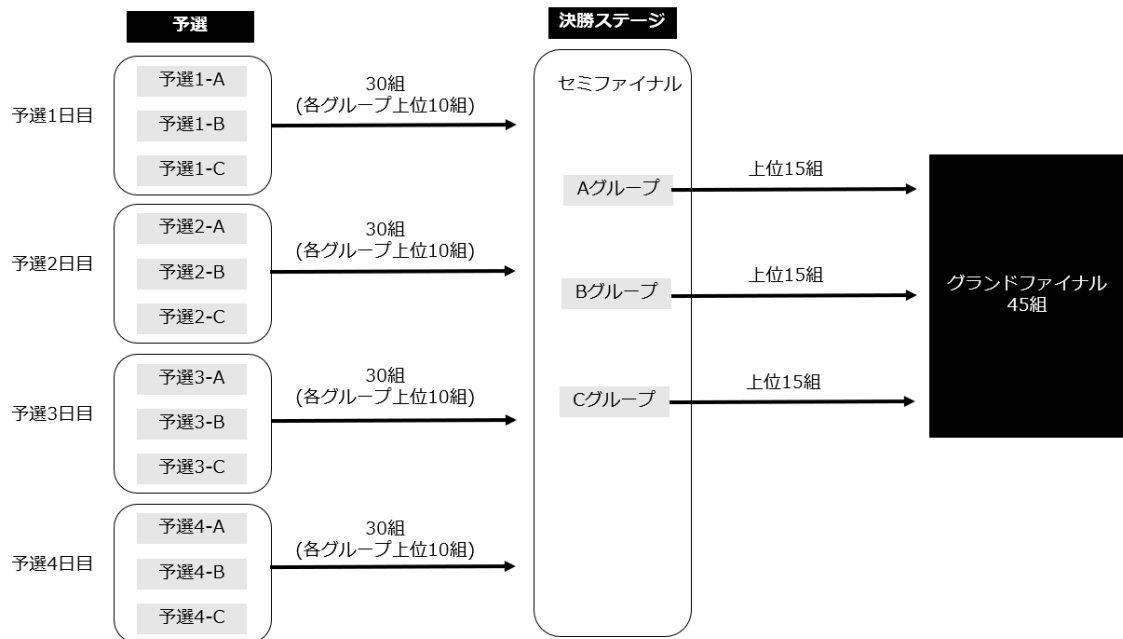 予選
決勝ステージ
予選1日目
予選1-A
予選1-B
予選1-C
30組
(各グループ上位10組)
予選2日目
予選2-A
予選2-B
予選2-C
30組
(各グループ上位10組)
予選3日目
予選3-A
予選3-B
予選3-C
30組
(各グループ上位10組)
予選4日目
予選4-A
予選4-B
予選4-C
30組
(各グループ上位10組)
セミファイナル
Aグループ
上位15組
Bグループ
上位15組
Cグループ
上位15組
グランドファイナル
45組